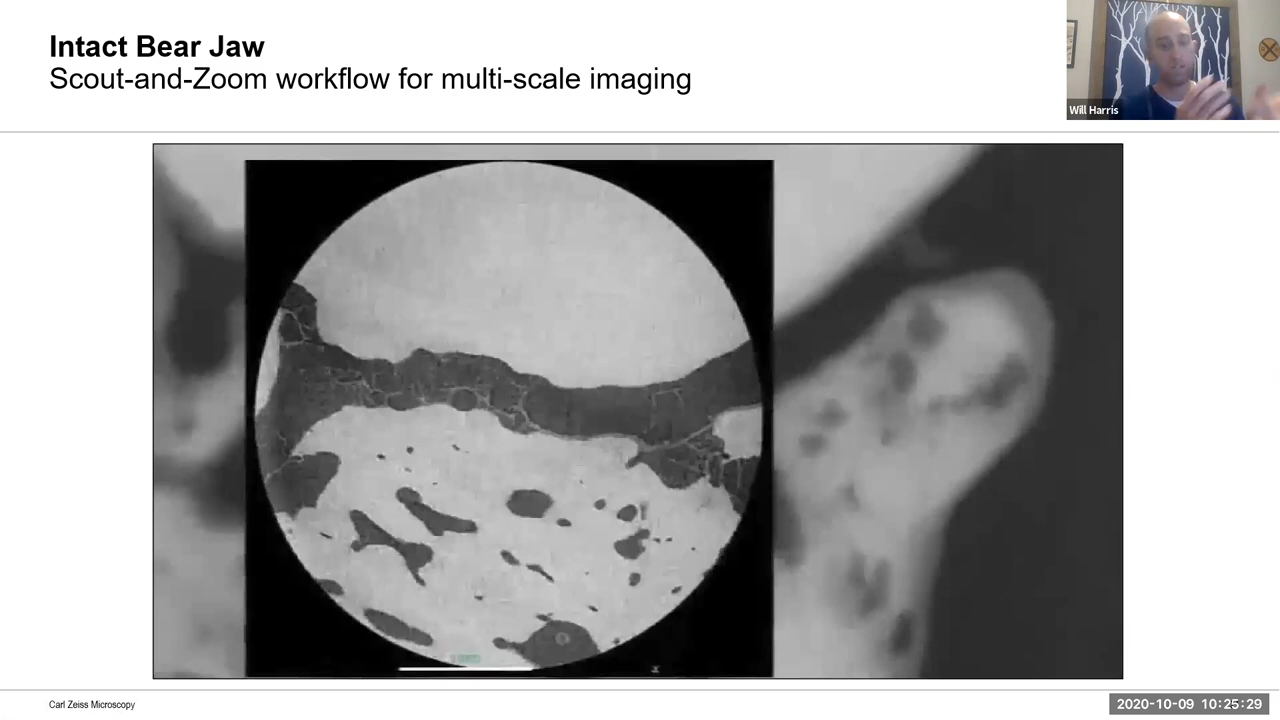 Intact Bear Jaw
Scout-and-Zoom workflow for multi-scale imaging
Will Harris
Carl Zeiss Microscopy
2020-10-09 10:25:29